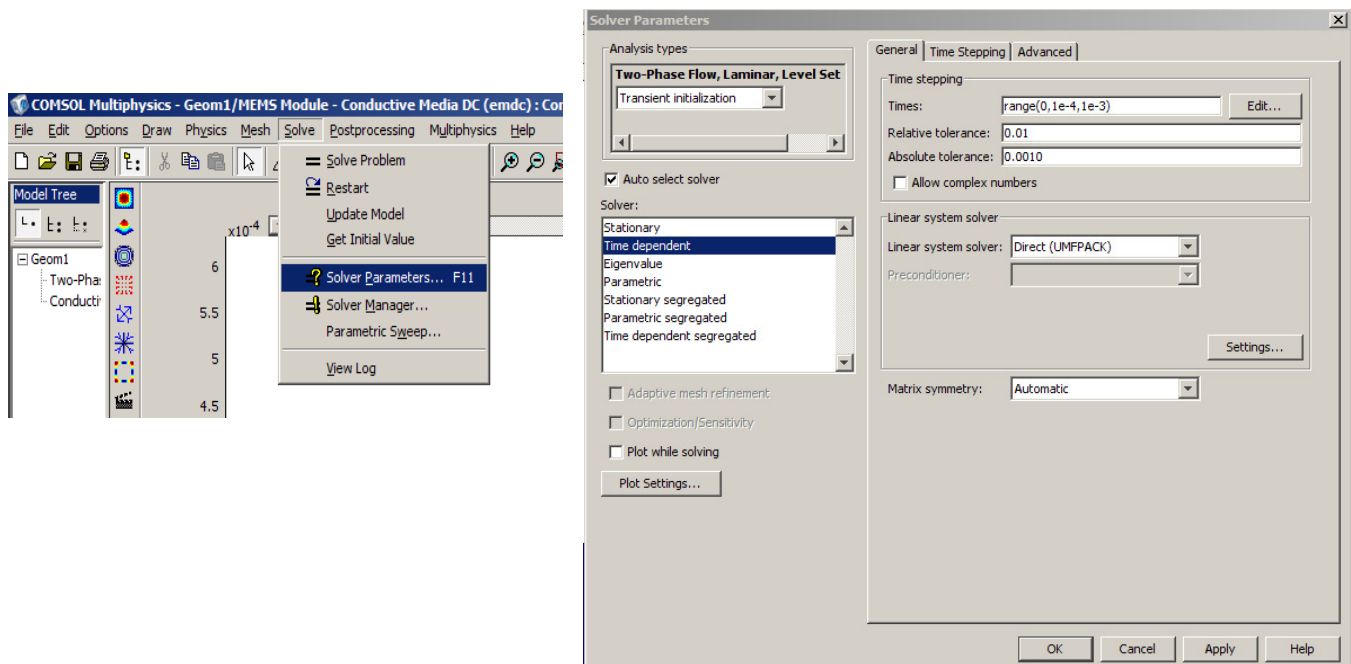 COMSOL Multiphysics - Geom1/MEMS Module - Conductive Media DC (emdc) : Cor
File Edit Options Draw Physics Mesh Solve Postprocessing Multiphysics Help
Model Tree
Geom1
Two-Pha:
Conducti
x10-4
6
5.5
5
4.5
Solve Problem
Restart
Update Model
Get Initial Value
Solver Parameters... F11
Solver Manager...
Parametric Sweep...
View Log
Solver Parameters
Analysis types
Two-Phase Flow, Laminar, Level Set
Transient initialization
Auto select solver
Solver:
Stationary
Time dependent
Eigenvalue
Parametric
Stationary segregated
Parametric segregated
Time dependent segregated
Adaptive mesh refinement
Optimization/Sensitivity
Plot while solving
Plot Settings...
General Time Stepping Advanced
Time stepping
Times: range(0,1e-4,1e-3) Edit...
Relative tolerance: 0.01
Absolute tolerance: 0.0010
Allow complex numbers
Linear system solver
Linear system solver: Direct (UMFPACK)
Preconditioner:
Settings...
Matrix symmetry: Automatic
OK Cancel Apply Help